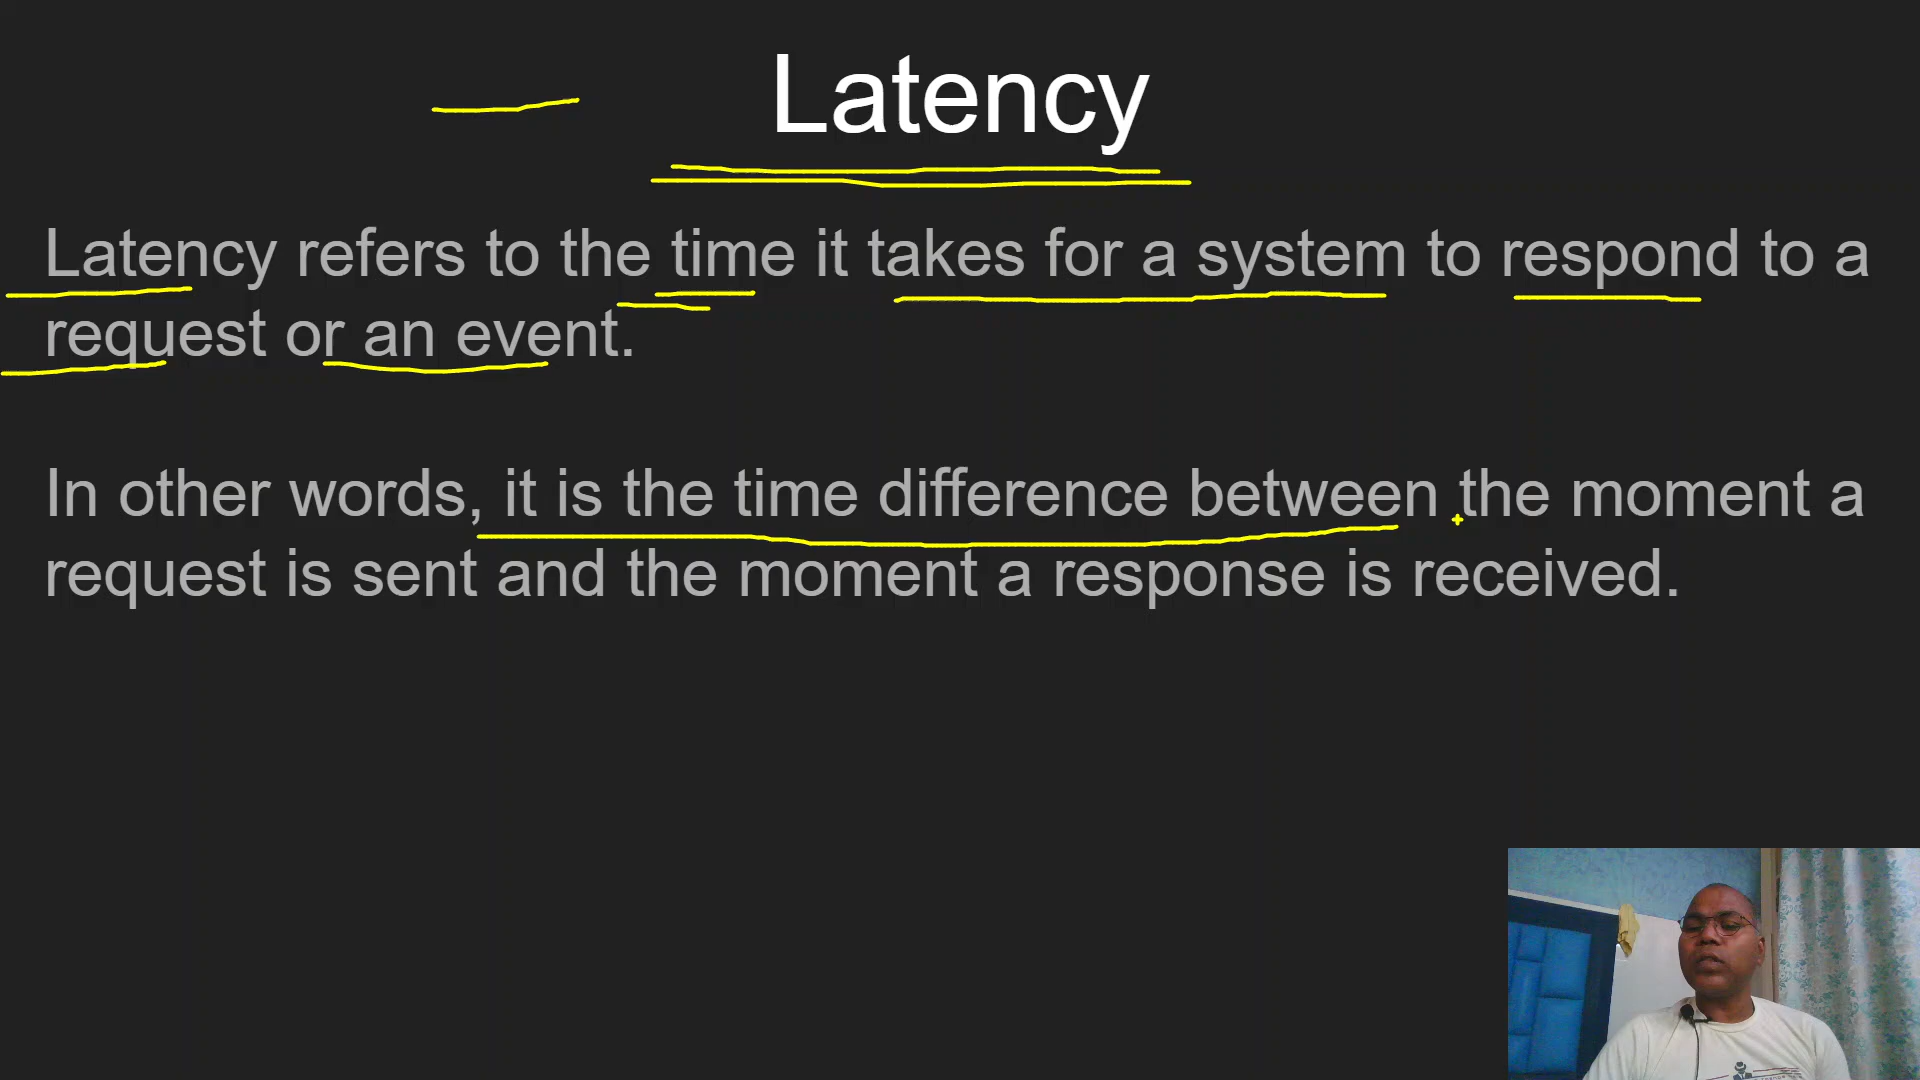 Latency
Latency refers to the time it takes for a system to respond to a
request or an event.
In other words, it is the time difference between the moment a
request is sent and the moment a response is received.